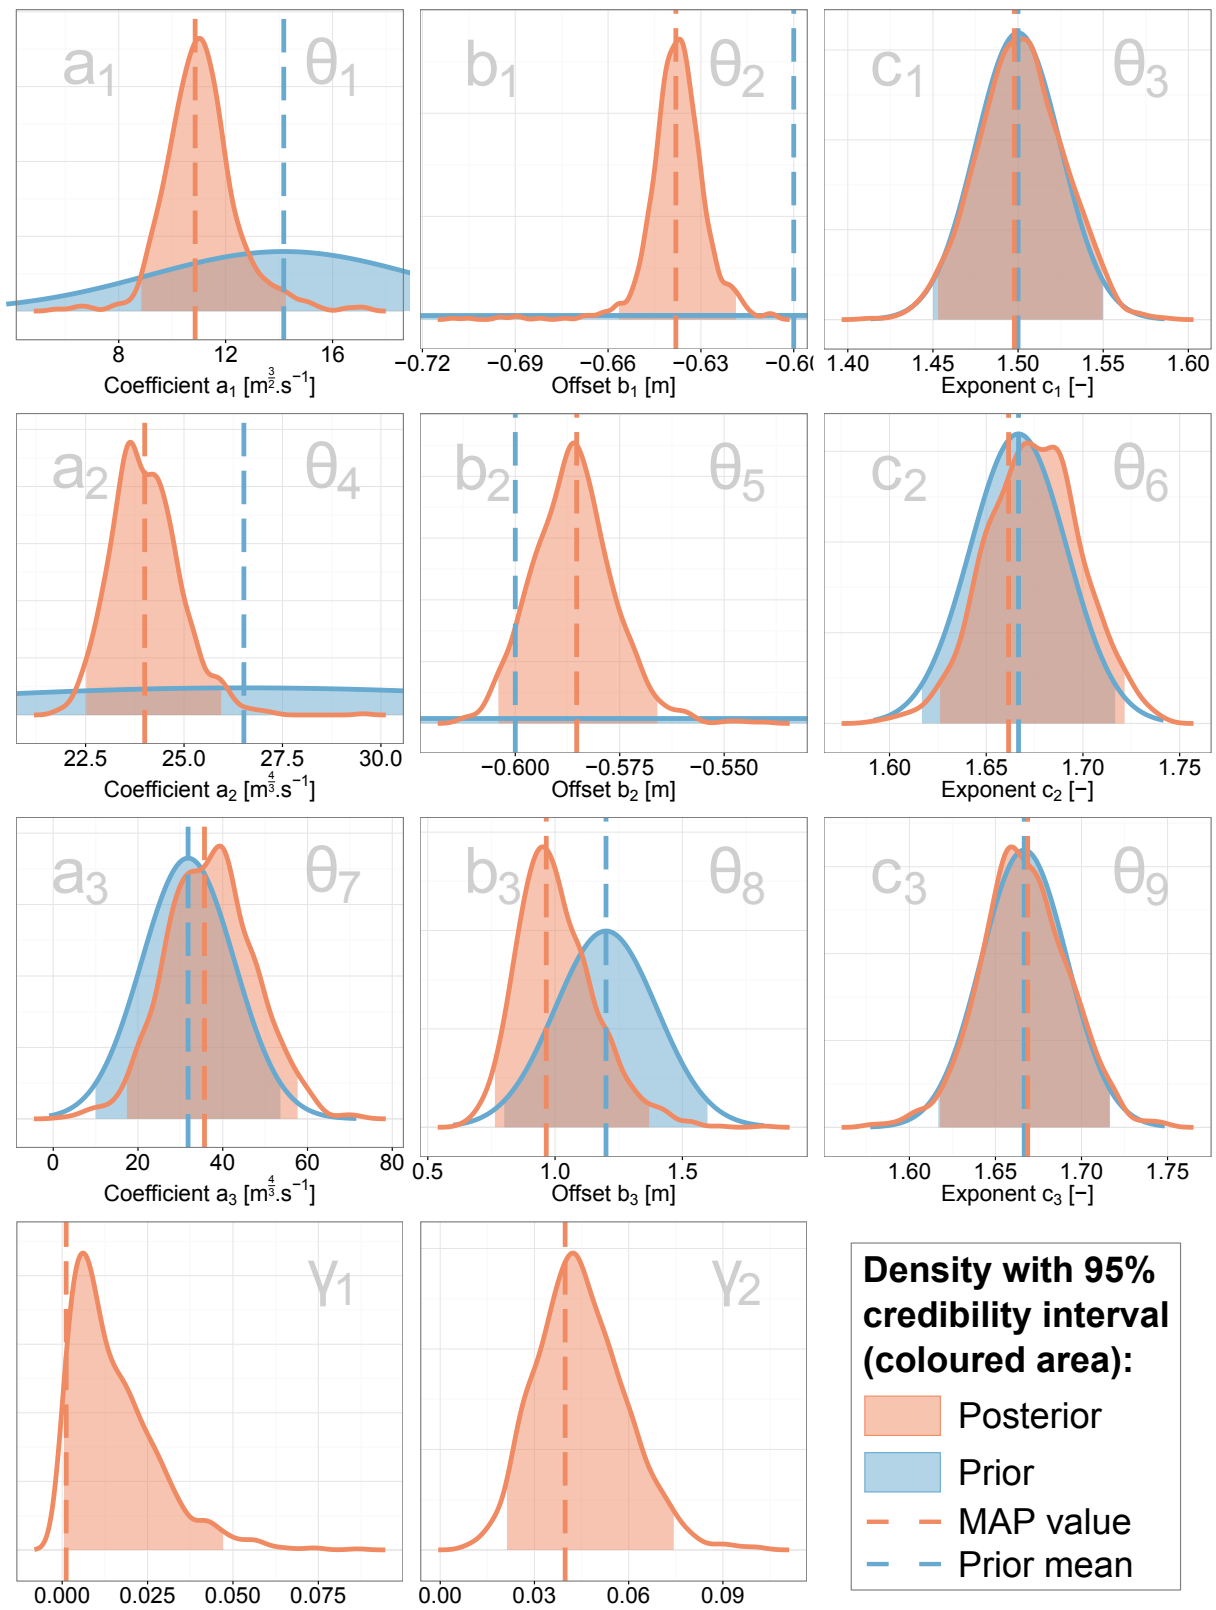 a₁ θ₁
b₁ θ₂
c₁ θ₃
8 12 16
−0.72 −0.69 −0.66 −0.63 −0.60
1.40 1.45 1.50 1.55 1.60
Coefficient a₁ [m^(3/2).s⁻¹]
Offset b₁ [m]
Exponent c₁ [−]
a₂ θ₄
b₂ θ₅
c₂ θ₆
22.5 25.0 27.5 30.0
−0.600 −0.575 −0.550
1.60 1.65 1.70 1.75
Coefficient a₂ [m^(4/3).s⁻¹]
Offset b₂ [m]
Exponent c₂ [−]
a₃ θ₇
b₃ θ₈
c₃ θ₉
0 20 40 60 80
0.5 1.0 1.5
1.60 1.65 1.70 1.75
Coefficient a₃ [m^(4/3).s⁻¹]
Offset b₃ [m]
Exponent c₃ [−]
γ₁
γ₂
0.000 0.025 0.050 0.075
0.00 0.03 0.06 0.09
Density with 95%
credibility interval
(coloured area):
Posterior
Prior
MAP value
Prior mean